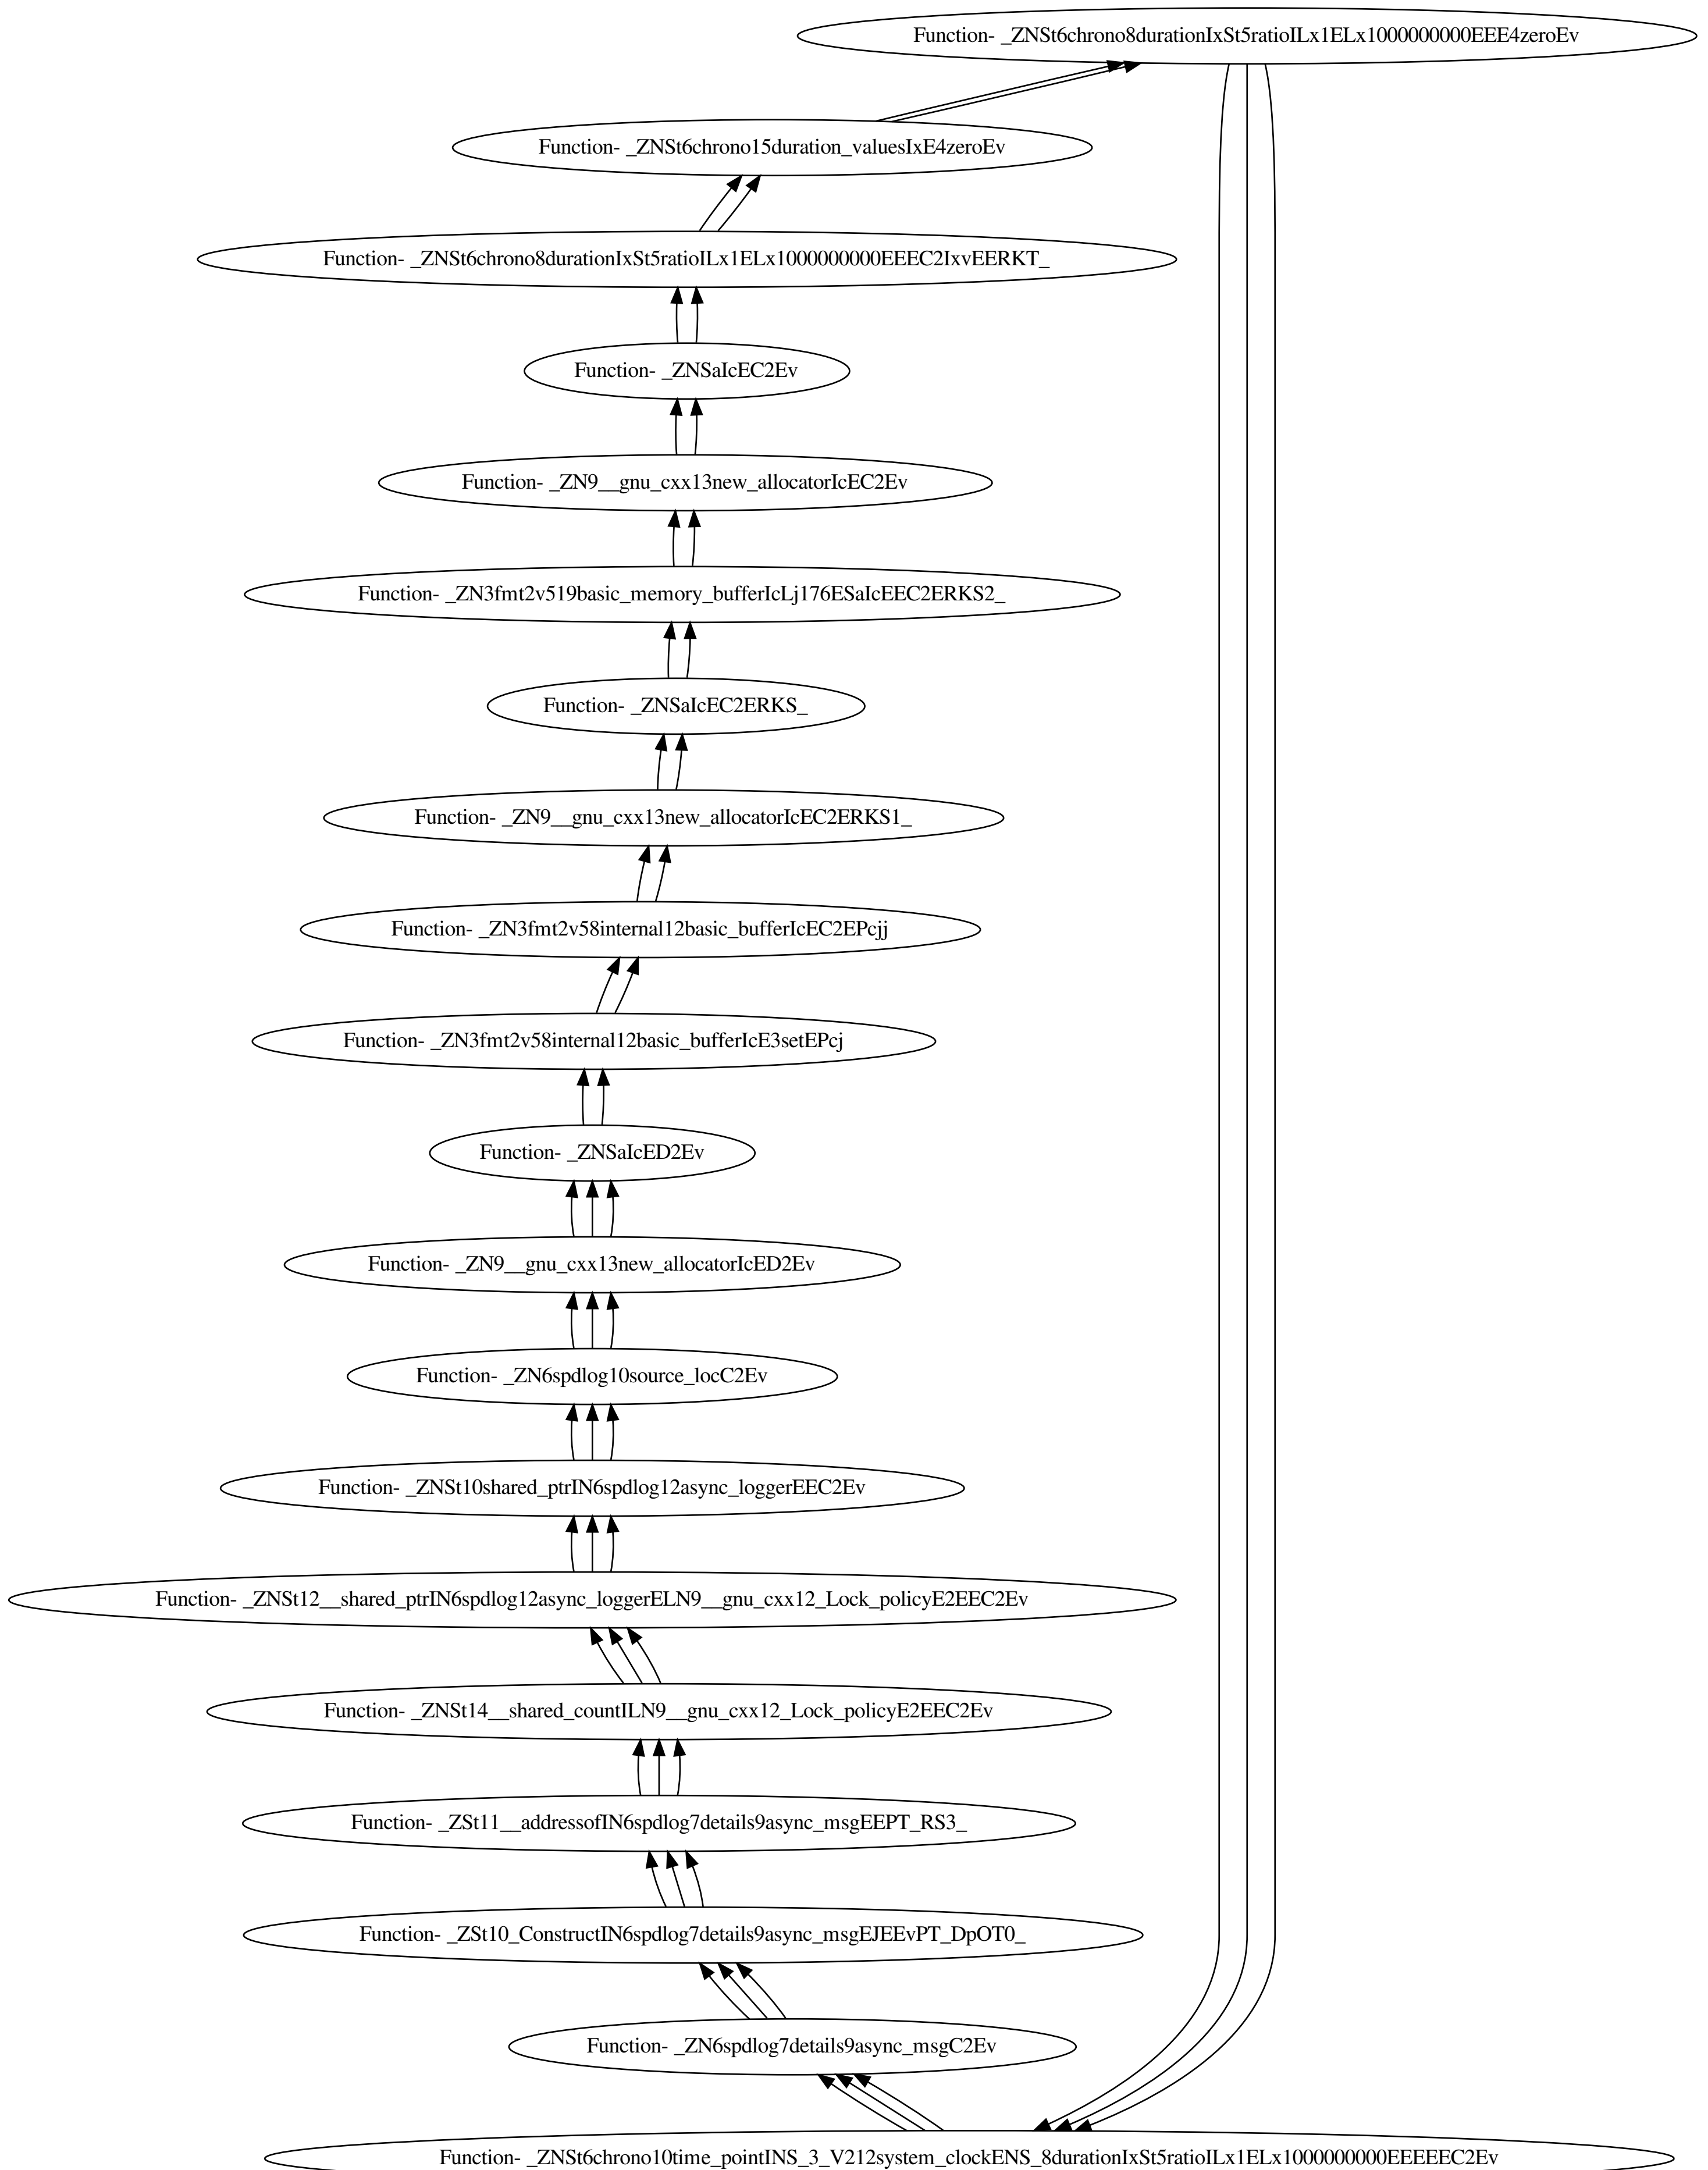 Function- _ZNSt6chrono8durationIxSt5ratioILx1ELx1000000000EEE4zeroEv
Function- _ZNSt6chrono15duration_valuesIxE4zeroEv
Function- _ZNSt6chrono8durationIxSt5ratioILx1ELx1000000000EEEC2IxvEERKT_
Function- _ZNSaIcEC2Ev
Function- _ZN9__gnu_cxx13new_allocatorIcEC2Ev
Function- _ZN3fmt2v519basic_memory_bufferIcLj176ESaIcEEC2ERKS2_
Function- _ZNSaIcEC2ERKS_
Function- _ZN9__gnu_cxx13new_allocatorIcEC2ERKS1_
Function- _ZN3fmt2v58internal12basic_bufferIcEC2EPcjj
Function- _ZN3fmt2v58internal12basic_bufferIcE3setEPcj
Function- _ZNSaIcED2Ev
Function- _ZN9__gnu_cxx13new_allocatorIcED2Ev
Function- _ZN6spdlog10source_locC2Ev
Function- _ZNSt10shared_ptrIN6spdlog12async_loggerEEC2Ev
Function- _ZNSt12__shared_ptrIN6spdlog12async_loggerELN9__gnu_cxx12_Lock_policyE2EEC2Ev
Function- _ZNSt14__shared_countILN9__gnu_cxx12_Lock_policyE2EEC2Ev
Function- _ZSt11__addressofIN6spdlog7details9async_msgEEPT_RS3_
Function- _ZSt10_ConstructIN6spdlog7details9async_msgEJEEvPT_DpOT0_
Function- _ZN6spdlog7details9async_msgC2Ev
Function- _ZNSt6chrono10time_pointINS_3_V212system_clockENS_8durationIxSt5ratioILx1ELx1000000000EEEEEC2Ev